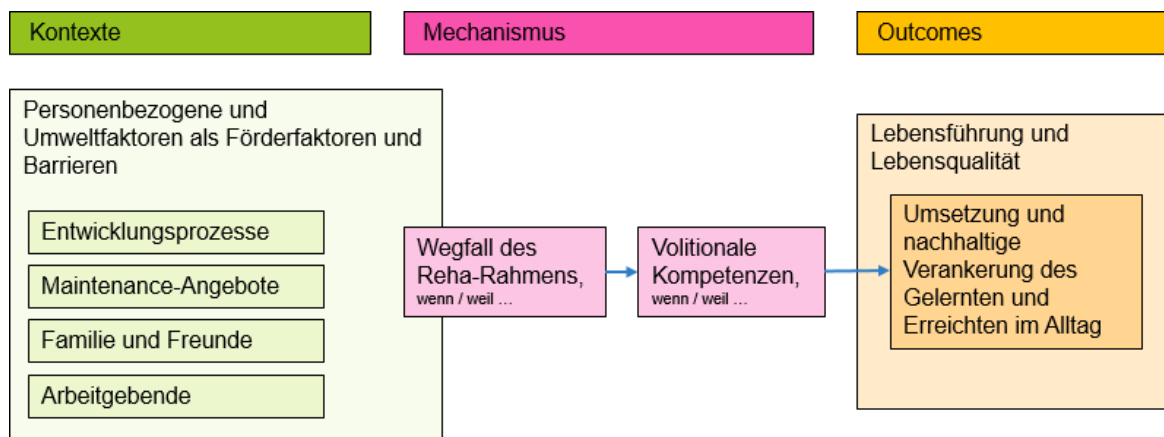 Kontexte
Mechanismus
Outcomes
Personenbezogene und
Umweltfaktoren als Förderfaktoren und
Barrieren
Entwicklungsprozesse
Maintenance-Angebote
Familie und Freunde
Arbeitgebende
Wegfall des
Reha-Rahmens,
wenn / weil ...
Volitionale
Kompetenzen,
wenn / weil ...
Lebensführung und
Lebensqualität
Umsetzung und
nachhaltige
Verankerung des
Gelernten und
Erreichten im Alltag